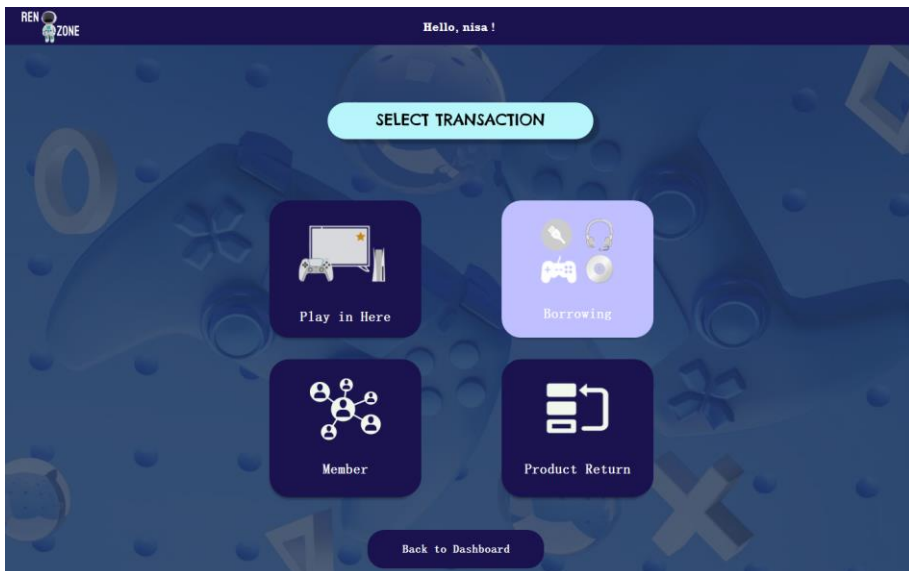 REN
ZONE
Hello, nisa !
SELECT TRANSACTION
Play in Here
Borrowing
Member
Product Return
Back to Dashboard